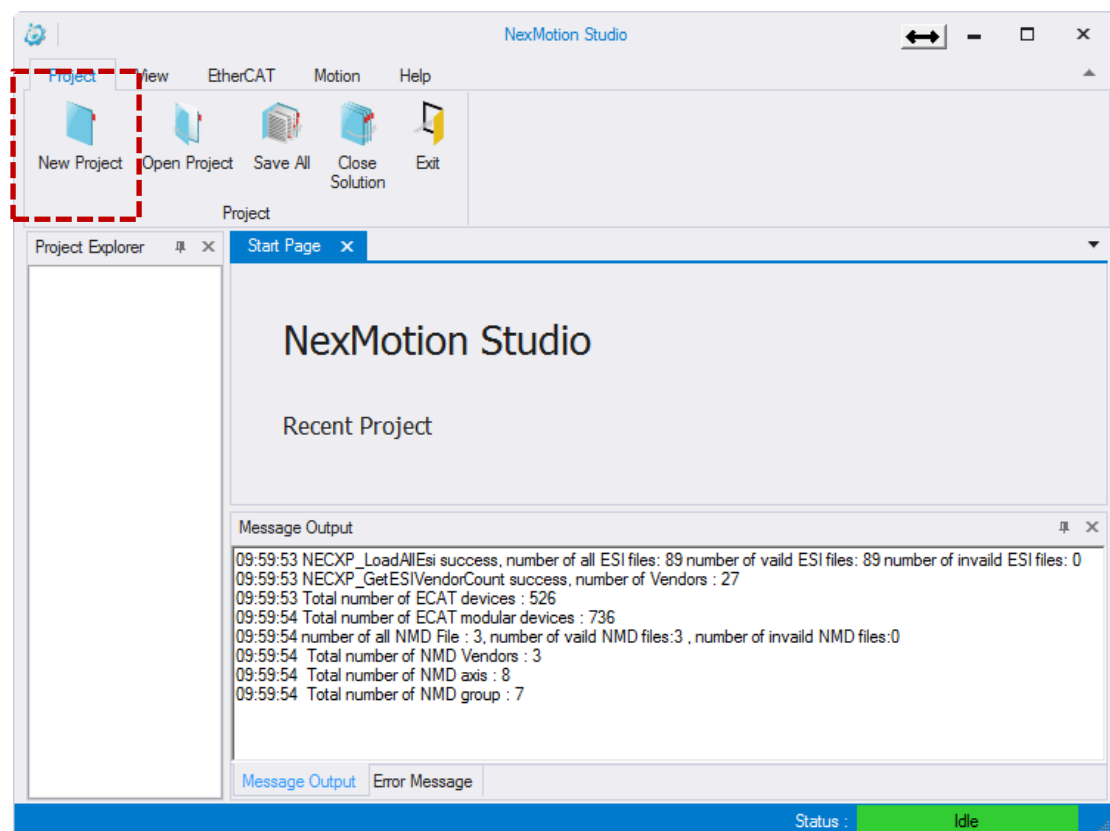 NexMotion Studio
Project View EtherCAT Motion Help
New Project Open Project Save All Close Solution Exit
Project
Project Explorer
Start Page
NexMotion Studio
Recent Project
Message Output
09:59:53 NECXP_LoadAllEsi success, number of all ESI files: 89 number of vaild ESI files: 89 number of invaild ESI files: 0
09:59:53 NECXP_GetESIVendorCount success, number of Vendors : 27
09:59:53 Total number of ECAT devices : 526
09:59:54 Total number of ECAT modular devices : 736
09:59:54 number of all NMD File : 3, number of vaild NMD files:3 , number of invaild NMD files:0
09:59:54 Total number of NMD Vendors : 3
09:59:54 Total number of NMD axis : 8
09:59:54 Total number of NMD group : 7
Message Output Error Message
Status : Idle